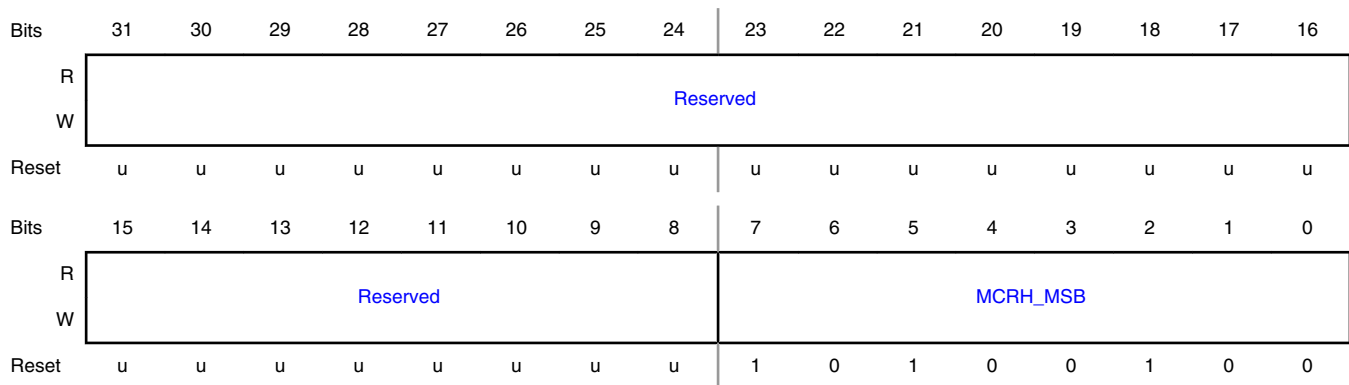 Bits 31 30 29 28 27 26 25 24 23 22 21 20 19 18 17 16
R
Reserved
W
Reset u u u u u u u u u u u u u u u u
Bits 15 14 13 12 11 10 9 8 7 6 5 4 3 2 1 0
R
Reserved MCRH_MSB
W
Reset u u u u u u u u 1 0 1 0 0 1 0 0